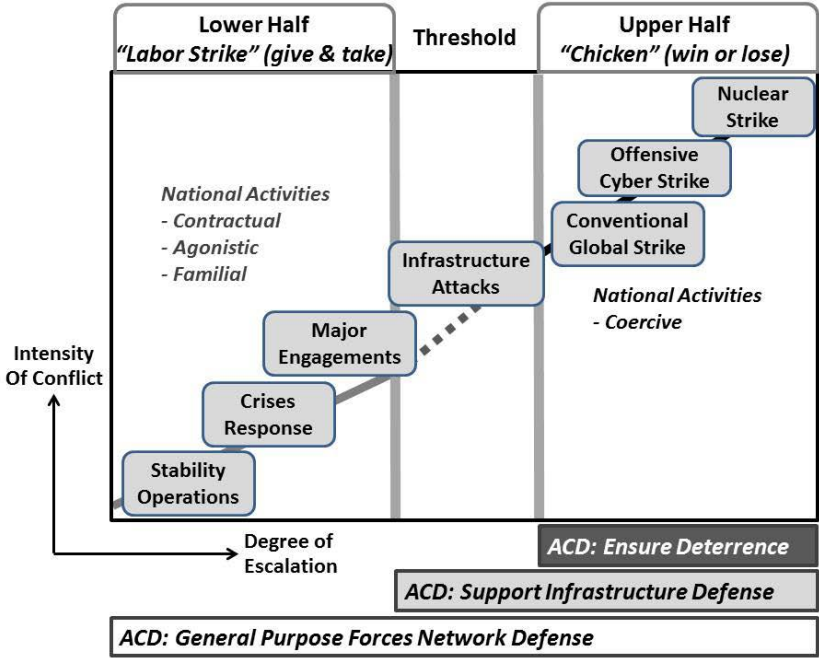 Lower Half
“Labor Strike” (give & take)
Threshold
Upper Half
“Chicken” (win or lose)
Nuclear
Strike
Offensive
Cyber Strike
Conventional
Global Strike
National Activities
- Contractual
- Agonistic
- Familial
Infrastructure
Attacks
National Activities
- Coercive
Major
Engagements
Intensity
Of Conflict
Crises
Response
Stability
Operations
Degree of
Escalation
ACD: Ensure Deterrence
ACD: Support Infrastructure Defense
ACD: General Purpose Forces Network Defense